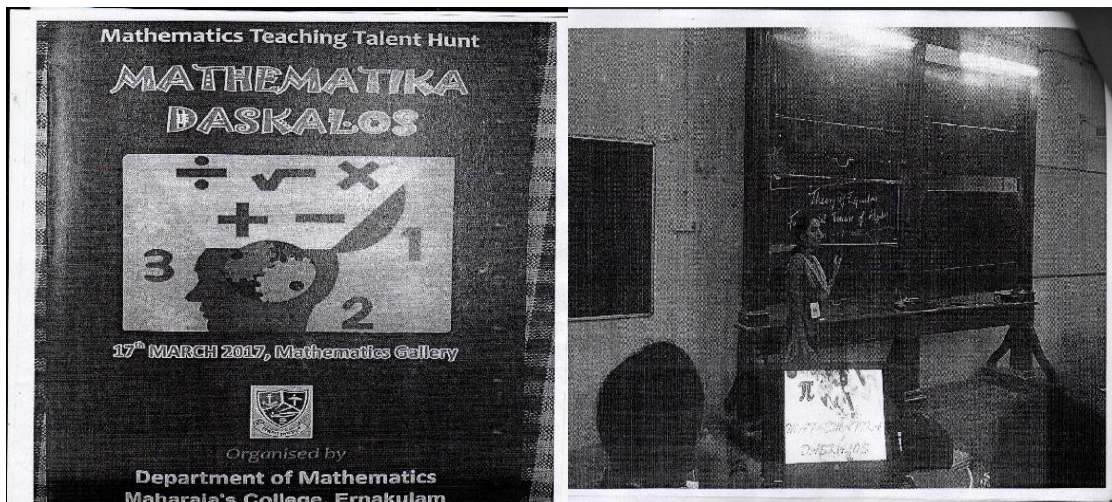 Mathematics Teaching Talent Hunt
MATHEMATIKA
DASKALOS
÷ √ ×
+ −
1
3
2
17th MARCH 2017, Mathematics Gallery
Organised by
Department of Mathematics
Maharaja's College, Ernakulam
Theory of
π
DASKALOS